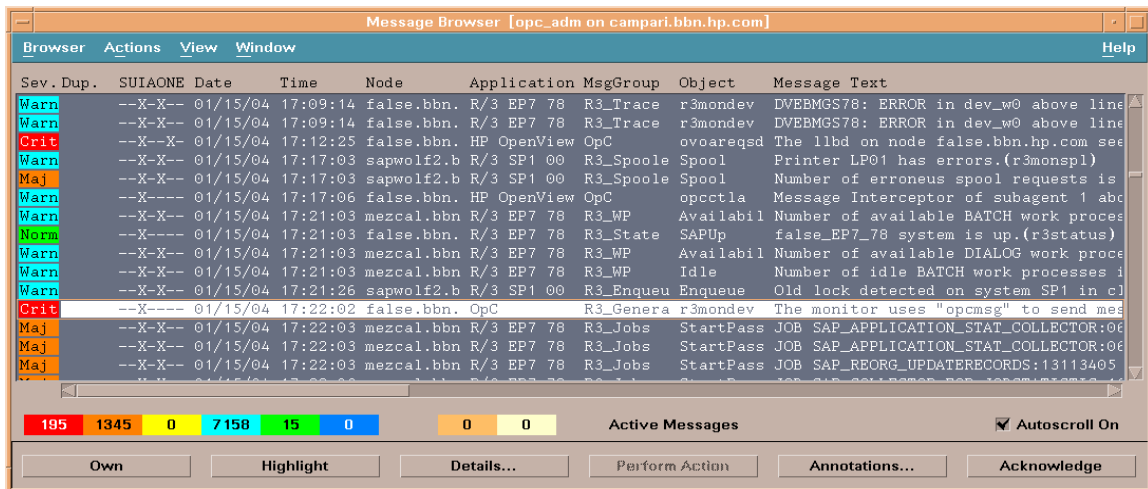 Message Browser [opc_adm on campari.bbn.hp.com]
Browser Actions View Window Help
Sev. Dup. SUIAONE Date Time Node Application MsgGroup Object Message Text
Warn --X-X-- 01/15/04 17:09:14 false.bbn. R/3 EP7 78 R3_Trace r3mondev DVEBMGS78: ERROR in dev_w0 above line
Warn --X-X-- 01/15/04 17:09:14 false.bbn. R/3 EP7 78 R3_Trace r3mondev DVEBMGS78: ERROR in dev_w0 above line
Crit --X--X- 01/15/04 17:12:25 false.bbn. HP OpenView OpC ovoareqsd The llbd on node false.bbn.hp.com see
Warn --X-X-- 01/15/04 17:17:03 sapwolf2.b R/3 SP1 00 R3_Spoole Spool Printer LP01 has errors.(r3monspl)
Maj --X-X-- 01/15/04 17:17:03 sapwolf2.b R/3 SP1 00 R3_Spoole Spool Number of erroneus spool requests is
Warn --X---- 01/15/04 17:17:06 false.bbn. HP OpenView OpC opcctla Message Interceptor of subagent 1 abo
Warn --X-X-- 01/15/04 17:21:03 mezcal.bbn R/3 EP7 78 R3_WP Availabil Number of available BATCH work proces
Norm --X---- 01/15/04 17:21:03 mezcal.bbn R/3 EP7 78 R3_State SAPUp false_EP7_78 system is up.(r3status)
Warn --X-X-- 01/15/04 17:21:03 mezcal.bbn R/3 EP7 78 R3_WP Availabil Number of available DIALOG work proce
Warn --X-X-- 01/15/04 17:21:03 mezcal.bbn R/3 EP7 78 R3_WP Idle Number of idle BATCH work processes i
Warn --X-X-- 01/15/04 17:21:26 sapwolf2.b R/3 SP1 00 R3_Enqueu Enqueue Old lock detected on system SP1 in cl
Crit --X---- 01/15/04 17:22:02 false.bbn. OpC R3_Genera r3mondev The monitor uses "opcmsg" to send mes
Maj --X-X-- 01/15/04 17:22:03 mezcal.bbn R/3 EP7 78 R3_Jobs StartPass JOB SAP_APPLICATION_STAT_COLLECTOR:06
Maj --X-X-- 01/15/04 17:22:03 mezcal.bbn R/3 EP7 78 R3_Jobs StartPass JOB SAP_APPLICATION_STAT_COLLECTOR:06
Maj --X-X-- 01/15/04 17:22:03 mezcal.bbn R/3 EP7 78 R3_Jobs StartPass JOB SAP_REORG_UPDATERECORDS:13113405
195 1345 0 7158 15 0 0 0 Active Messages Autoscroll On
Own Highlight Details... Perform Action Annotations... Acknowledge